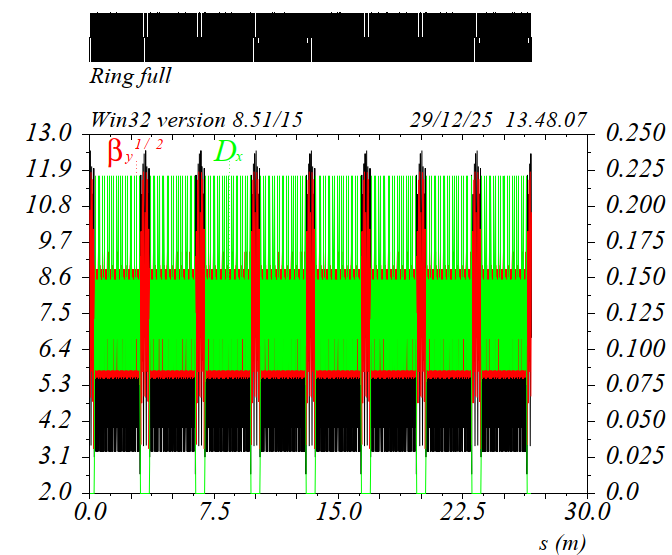 Ring full
Win32 version 8.51/15 29/12/25 13.48.07
13.0 0.250
βy1/2 Dx
11.9 0.225
10.8 0.200
9.7 0.175
8.6 0.150
7.5 0.125
6.4 0.100
5.3 0.075
4.2 0.050
3.1 0.025
2.0 0.0
0.0 7.5 15.0 22.5 30.0
s (m)